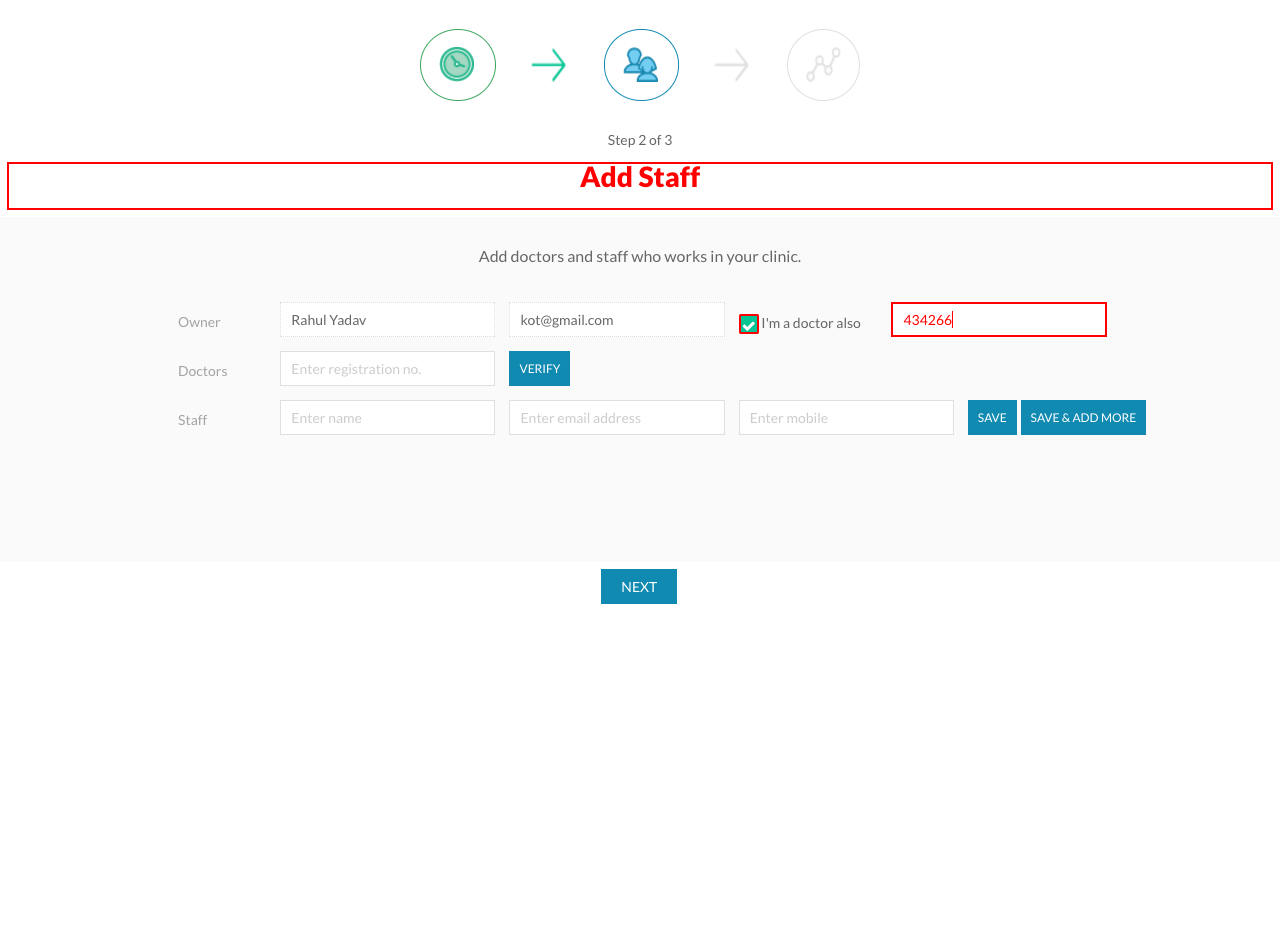 Step 2 of 3
Add Staff
Add doctors and staff who works in your clinic.
Owner Rahul Yadav kot@gmail.com I'm a doctor also 434266
Doctors Enter registration no. VERIFY
Staff Enter name Enter email address Enter mobile SAVE SAVE & ADD MORE
NEXT